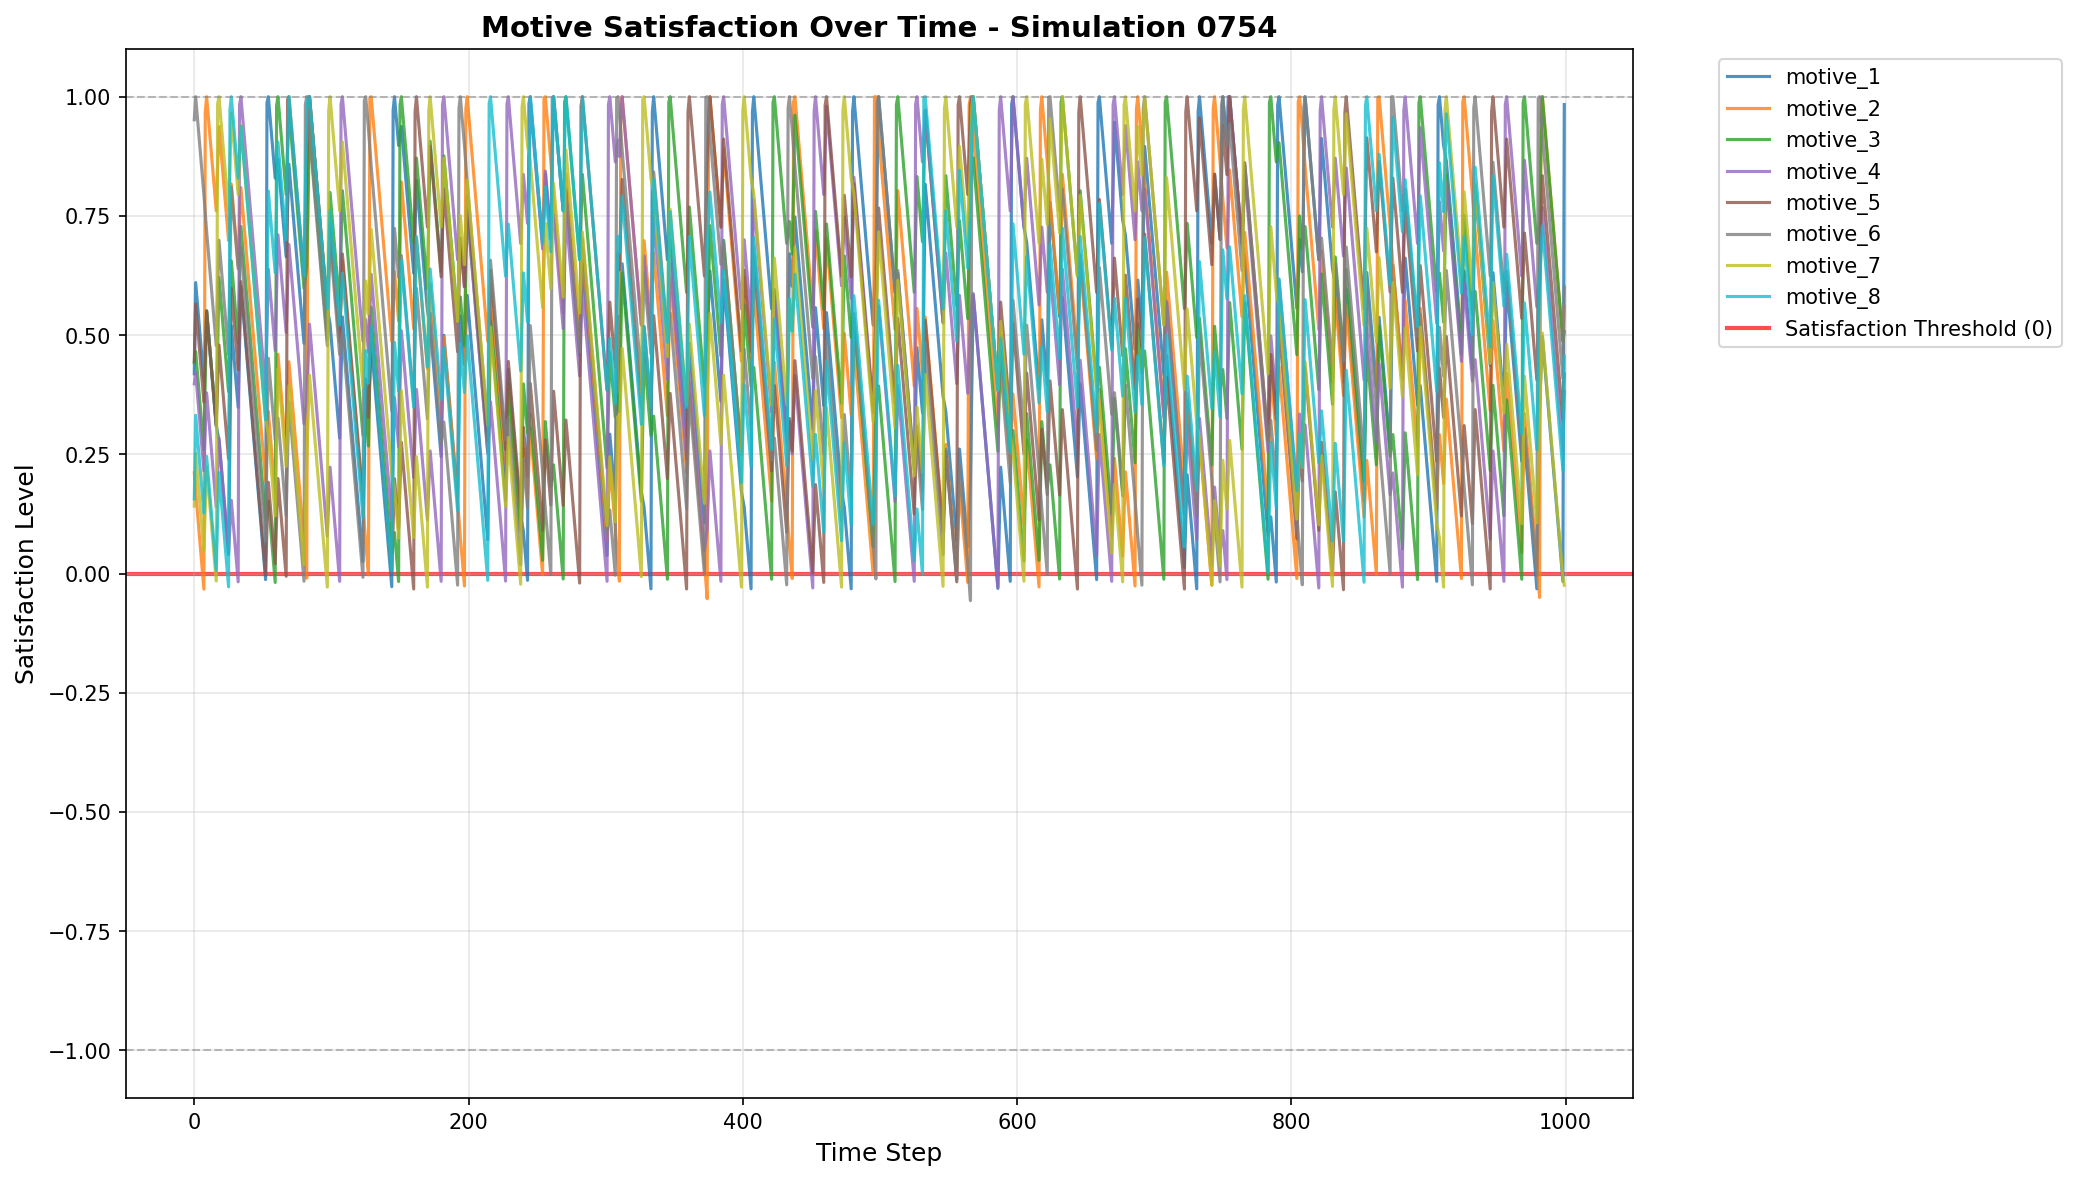 Motive Satisfaction Over Time - Simulation 0754
Satisfaction Level
1.00
0.75
0.50
0.25
0.00
−0.25
−0.50
−0.75
−1.00
0
200
400
600
800
1000
Time Step
motive_1
motive_2
motive_3
motive_4
motive_5
motive_6
motive_7
motive_8
Satisfaction Threshold (0)